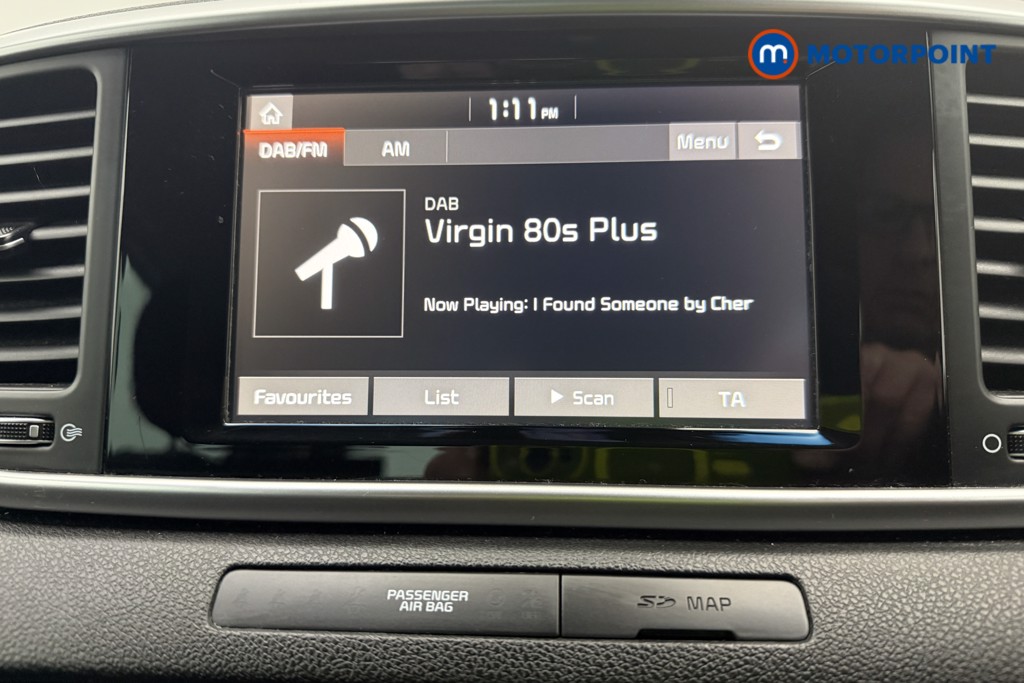 m MOTORPOINT
1:11 PM
DAB/FM AM Menu
DAB
Virgin 80s Plus
Now Playing: I Found Someone by Cher
Favourites List Scan TA
PASSENGER
AIR BAG
SD MAP